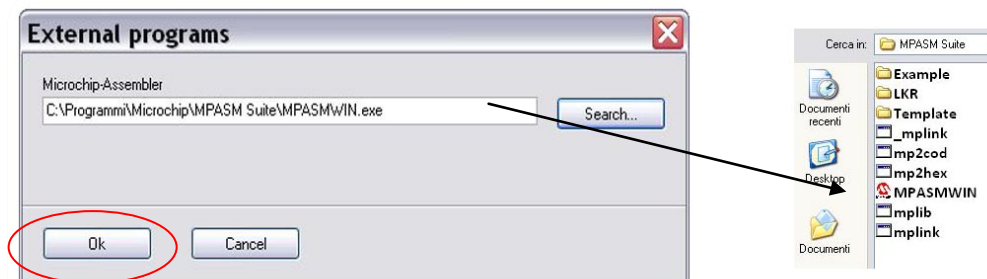 External programs
Microchip-Assembler
C:\Programmi\Microchip\MPASM Suite\MPASMWIN.exe
Search...
Ok
Cancel
Cerca in:
MPASM Suite
Documenti
recenti
Desktop
Documenti
Example
LKR
Template
_mplink
mp2cod
mp2hex
MPASMWIN
mplib
mplink